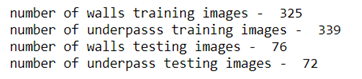 number of walls training images -  325
number of underpasss training images -  339
number of walls testing images -  76
number of underpass testing images -  72